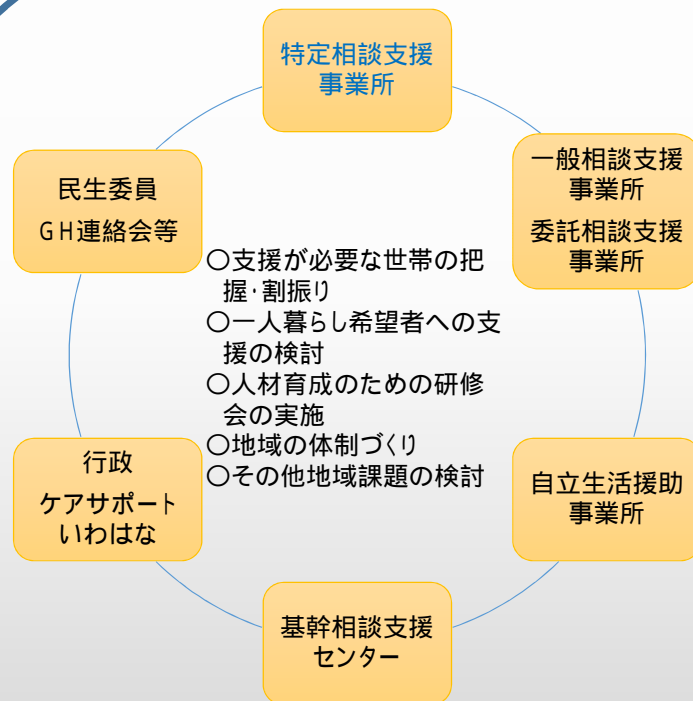 特定相談支援
事業所
一般相談支援
事業所
委託相談支援
事業所
民生委員
GH連絡会等
〇支援が必要な世帯の把
握・割振り
〇一人暮らし希望者への支
援の検討
〇人材育成のための研修
会の実施
〇地域の体制づくり
〇その他地域課題の検討
行政
ケアサポート
いわはな
自立生活援助
事業所
基幹相談支援
センター